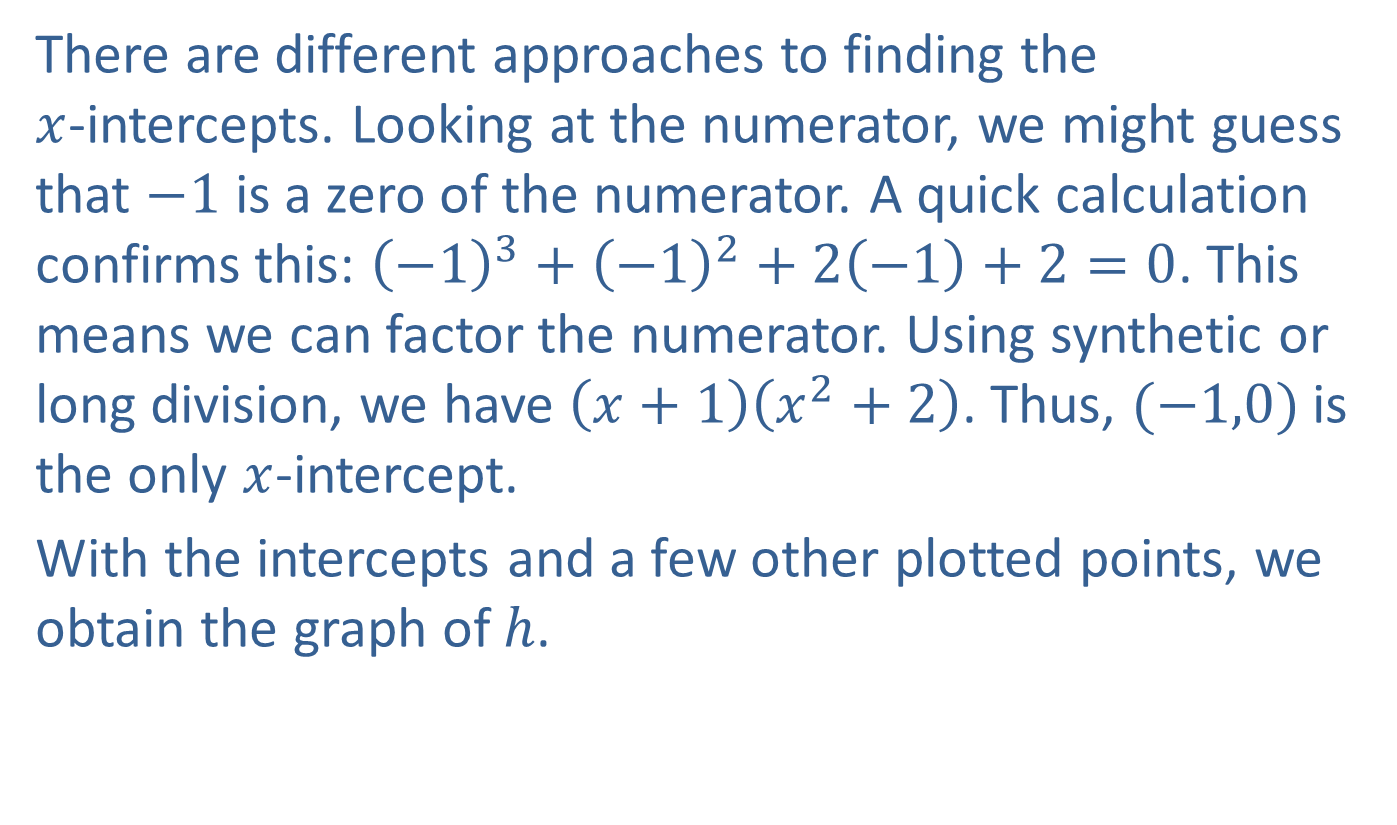 There are different approaches to finding the
x-intercepts. Looking at the numerator, we might guess
that −1 is a zero of the numerator. A quick calculation
confirms this: (−1)³ + (−1)² + 2(−1) + 2 = 0. This
means we can factor the numerator. Using synthetic or
long division, we have (x + 1)(x² + 2). Thus, (−1,0) is
the only x-intercept.
With the intercepts and a few other plotted points, we
obtain the graph of h.